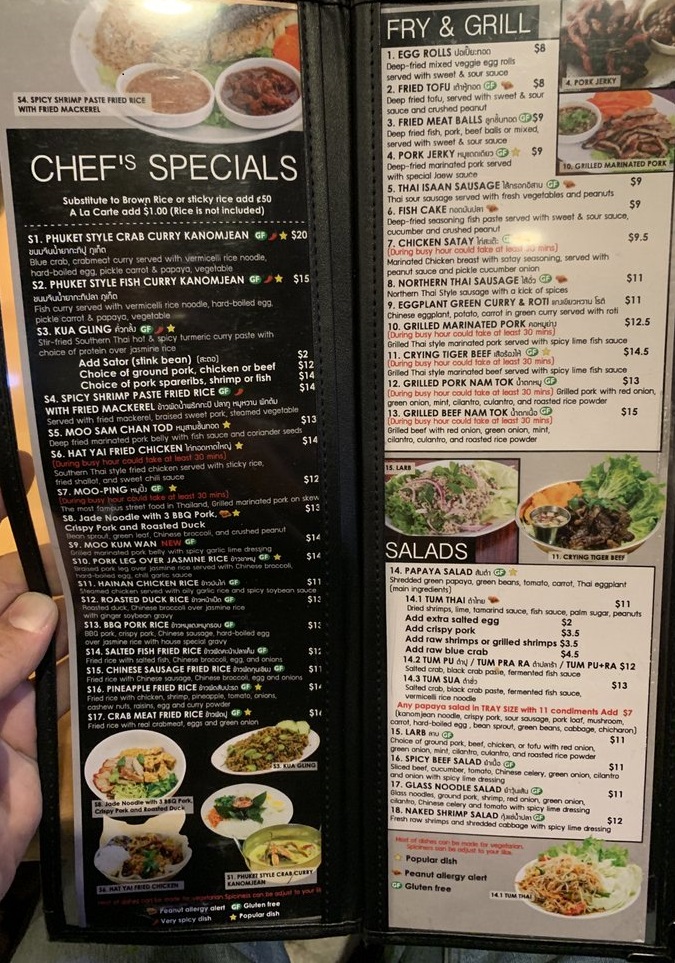 S4. SPICY SHRIMP PASTE FRIED RICE
WITH FRIED MACKEREL
CHEF'S SPECIALS
Substitute to Brown Rice or sticky rice add ¢50
A La Carte add $1.00 (Rice is not included)
S1. PHUKET STYLE CRAB CURRY KANOMJEAN GF $20
ขนมจีนน้ำยากะทิปู ภูเก็ต
Blue crab, crabmeat curry served with vermicelli rice noodle,
hard-boiled egg, pickle carrot & papaya, vegetable
S2. PHUKET STYLE FISH CURRY KANOMJEAN GF $15
ขนมจีนน้ำยากะทิปลา ภูเก็ต
Fish curry served with vermicelli rice noodle, hard-boiled egg,
pickle carrot & papaya, vegetable
S3. KUA GLING คั่วกลิ้ง GF
Stir-fried Southern Thai hot & spicy turmeric curry paste with
choice of protein over jasmine rice
Add Sator (stink bean) (สะตอ) $2
Choice of ground pork, chicken or beef $12
Choice of pork spareribs, shrimp or fish $14
S4. SPICY SHRIMP PASTE FRIED RICE GF $14
WITH FRIED MACKEREL
Served with fried mackerel, braised sweet pork, steamed vegetable
S5. MOO SAM CHAN TOD หมูสามชั้นทอด $13
Deep fried marinated pork belly with fish sauce and coriander seeds
S6. HAT YAI FRIED CHICKEN ไก่ทอดหาดใหญ่ $14
(During busy hour could take at least 30 mins)
Southern Thai style fried chicken served with sticky rice,
fried shallot, and sweet chili sauce
S7. MOO-PING หมูปิ้ง GF $12
(During busy hour could take at least 30 mins)
The most famous street food in Thailand, Grilled marinated pork on skew
S8. Jade Noodle with 3 BBQ Pork,
Crispy Pork and Roasted Duck
Bean sprout, green leaf, Chinese broccoli, and crushed peanut
S9. MOO KUM WAN NEW GF
Grilled marinated pork belly with spicy garlic lime dressing
S10. PORK LEG OVER JASMINE RICE ข้าวขาหมู GF
Braised pork leg over jasmine rice served with Chinese broccoli,
hard-boiled egg, chili garlic sauce
S11. HAINAN CHICKEN RICE ข้าวมันไก่ GF $11
Steamed chicken served with oily garlic rice and spicy soybean sauce
S12. ROASTED DUCK RICE ข้าวหน้าเป็ด GF
Roasted duck, Chinese broccoli over jasmine rice
with ginger gravy
S13. BBQ PORK RICE ข้าวหมูแดงหมูกรอบ GF
BBQ pork, crispy pork, Chinese sausage, hard-boiled egg
over jasmine rice with house special gravy
S14. SALTED FISH FRIED RICE ข้าวผัดคะน้าปลาเค็ม GF
Fried rice with salted fish, Chinese broccoli, egg, and onions
S15. CHINESE SAUSAGE FRIED RICE ข้าวผัดกุนเชียง GF
Fried rice with Chinese sausage, Chinese broccoli, egg and onions
S16. PINEAPPLE FRIED RICE ข้าวผัดสับปะรด GF
Fried rice with chicken, shrimp, pineapple, tomato, onions,
cashew nuts, raisins, egg and curry powder
S17. CRAB MEAT FRIED RICE ข้าวผัดปู GF
Fried rice with real crabmeat, eggs and green onion
S8. Jade Noodle with 3 BBQ Pork,
Crispy Pork and Roasted Duck
S3. KUA GLING
S6. HAT YAI FRIED CHICKEN
S1. PHUKET STYLE CRAB CURRY
KANOMJEAN
Most of dishes can be made for vegetarian. Spiciness can be adjust to your
Peanut allergy alert GF Gluten free
Very spicy dish Popular dish
FRY & GRILL
1. EGG ROLLS ปอเปี๊ยะทอด $8
Deep-fried mixed veggie egg rolls
served with sweet & sour sauce
2. FRIED TOFU เต้าหู้ทอด GF $8
Deep fried tofu, served with sweet & sour
sauce and crushed peanut
3. FRIED MEAT BALLS ลูกชิ้นทอด GF $9
Deep fried fish, pork, beef balls or mixed,
served with sweet & sour sauce
4. PORK JERKY หมูแดดเดียว GF $9
Deep-fried marinated pork served
with special Jaew sauce
4. PORK JERKY
10. GRILLED MARINATED PORK
5. THAI ISAAN SAUSAGE ไส้กรอกอีสาน GF $9
Thai sour sausage served with fresh vegetables and peanuts
6. FISH CAKE ทอดมันปลา $9
Deep-fried seasoning fish paste served with sweet & sour sauce,
cucumber and crushed peanut
7. CHICKEN SATAY ไก่สะเต๊ะ GF $9.5
(During busy hour could take at least 30 mins)
Marinated Chicken breast with satay seasoning, served with
peanut sauce and pickle cucumber onion
8. NORTHERN THAI SAUSAGE ไส้อั่ว GF $11
Northern Thai Style sausage with a kick of spices
9. EGGPLANT GREEN CURRY & ROTI แกงเขียวหวาน โรตี $11
Chinese eggplant, potato, carrot in green curry served with roti
10. GRILLED MARINATED PORK คอหมูย่าง $12.5
(During busy hour could take at least 30 mins)
Grilled Thai style marinated pork served with spicy lime fish sauce
11. CRYING TIGER BEEF เสือร้องไห้ GF $14.5
(During busy hour could take at least 30 mins)
Grilled Thai style marinated beef served with spicy lime fish sauce
12. GRILLED PORK NAM TOK น้ำตกหมู GF $13
(During busy hour could take at least 30 mins) Grilled pork with red onion,
green onion, mint, cilantro, culantro, and roasted rice powder
13. GRILLED BEEF NAM TOK น้ำตกเนื้อ GF $15
(During busy hour could take at least 30 mins)
Grilled beef with red onion, green onion, mint,
cilantro, culantro, and roasted rice powder
15. LARB
11. CRYING TIGER BEEF
SALADS
14. PAPAYA SALAD ส้มตำ GF
Shredded green papaya, green beans, tomato, carrot, Thai eggplant
(main ingredients)
14.1 TUM THAI ตำไทย $11
Dried shrimps, lime, tamarind sauce, fish sauce, palm sugar, peanuts
Add extra salted egg $2
Add crispy pork $3.5
Add raw shrimps or grilled shrimps $3.5
Add raw blue crab $4.5
14.2 TUM PU ตำปู / TUM PRA RA ตำปลาร้า / TUM PU+RA $12
Salted crab, black crab paste, fermented fish sauce
14.3 TUM SUA ตำซั่ว $13
Salted crab, black crab paste, fermented fish sauce,
vermicelli rice noodle
Any papaya salad in TRAY SIZE with 11 condiments Add $7
(kanomjeam noodle, crispy pork, sour sausage, pork loaf, mushroom,
carrot, hard-boiled egg, bean sprout, green beans, cabbage, chicharon)
15. LARB ลาบ GF $11
Choice of ground pork, beef, chicken, or tofu with red onion,
green onion, mint, cilantro, culantro, and roasted rice powder
16. SPICY BEEF SALAD ยำเนื้อ GF $11
Sliced beef, cucumber, tomato, Chinese celery, green onion, cilantro
and onion with spicy lime dressing
17. GLASS NOODLE SALAD ยำวุ้นเส้น GF $11
Glass noodles, ground pork, shrimp, red onion, green onion,
cilantro, Chinese celery and tomato with spicy lime dressing
18. NAKED SHRIMP SALAD กุ้งแช่น้ำปลา GF $12
Fresh raw shrimps and shredded cabbage with spicy lime dressing
Most of dishes can be made for vegetarian.
Spiciness can be adjust to your like.
Popular dish
Peanut allergy alert
GF Gluten free
14.1 TUM THAI